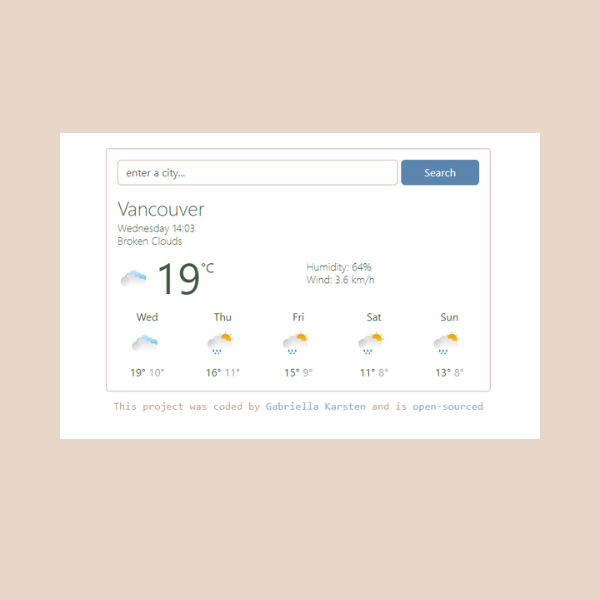 enter a city... Search
Vancouver
Wednesday 14:03
Broken Clouds
19°C
Humidity: 64%
Wind: 3.6 km/h
Wed Thu Fri Sat Sun
19° 10° 16° 11° 15° 9° 11° 8° 13° 8°
This project was coded by Gabriella Karsten and is open-sourced